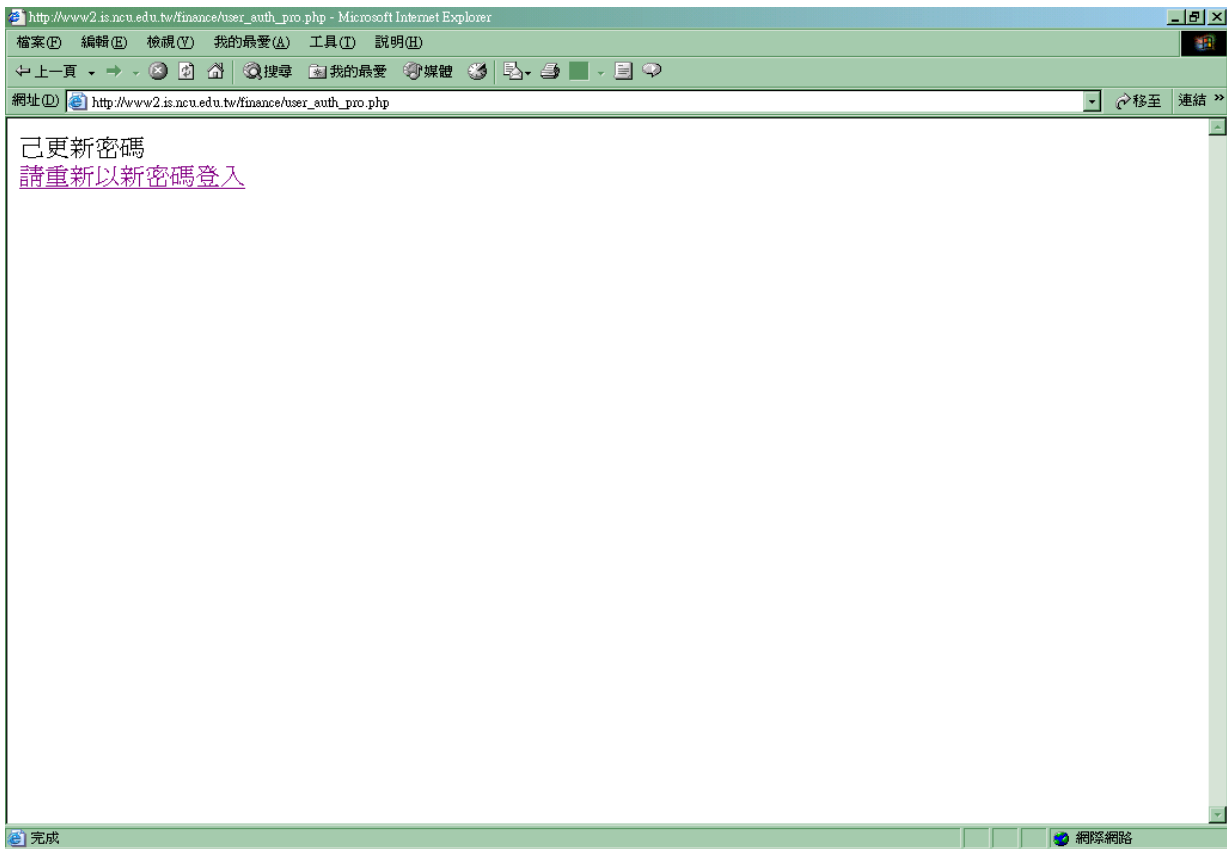 http://www2.is.ncu.edu.tw/finance/user_auth_pro.php - Microsoft Internet Explorer
檔案(F) 編輯(E) 檢視(V) 我的最愛(A) 工具(T) 說明(H)
上一頁 搜尋 我的最愛 媒體
網址(D) http://www2.is.ncu.edu.tw/finance/user_auth_pro.php 移至 連結 »
己更新密碼
請重新以新密碼登入
完成 網際網路